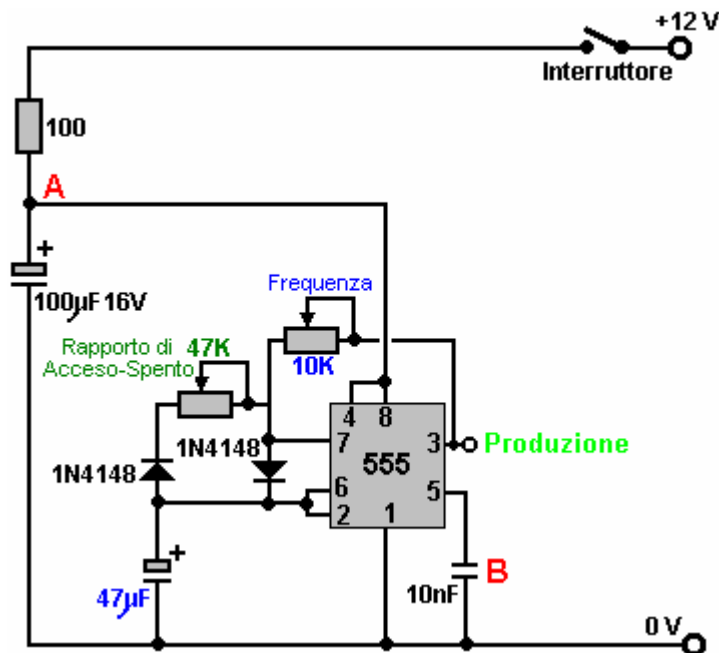 +12 V
Interruttore
100
A
+
100µF 16V
Frequenza
Rapporto di 47K
Acceso-Spento
10K
4 8
1N4148
7
3
Produzione
1N4148
555
6
5
2
1
+
B
47µF
10nF
0 V